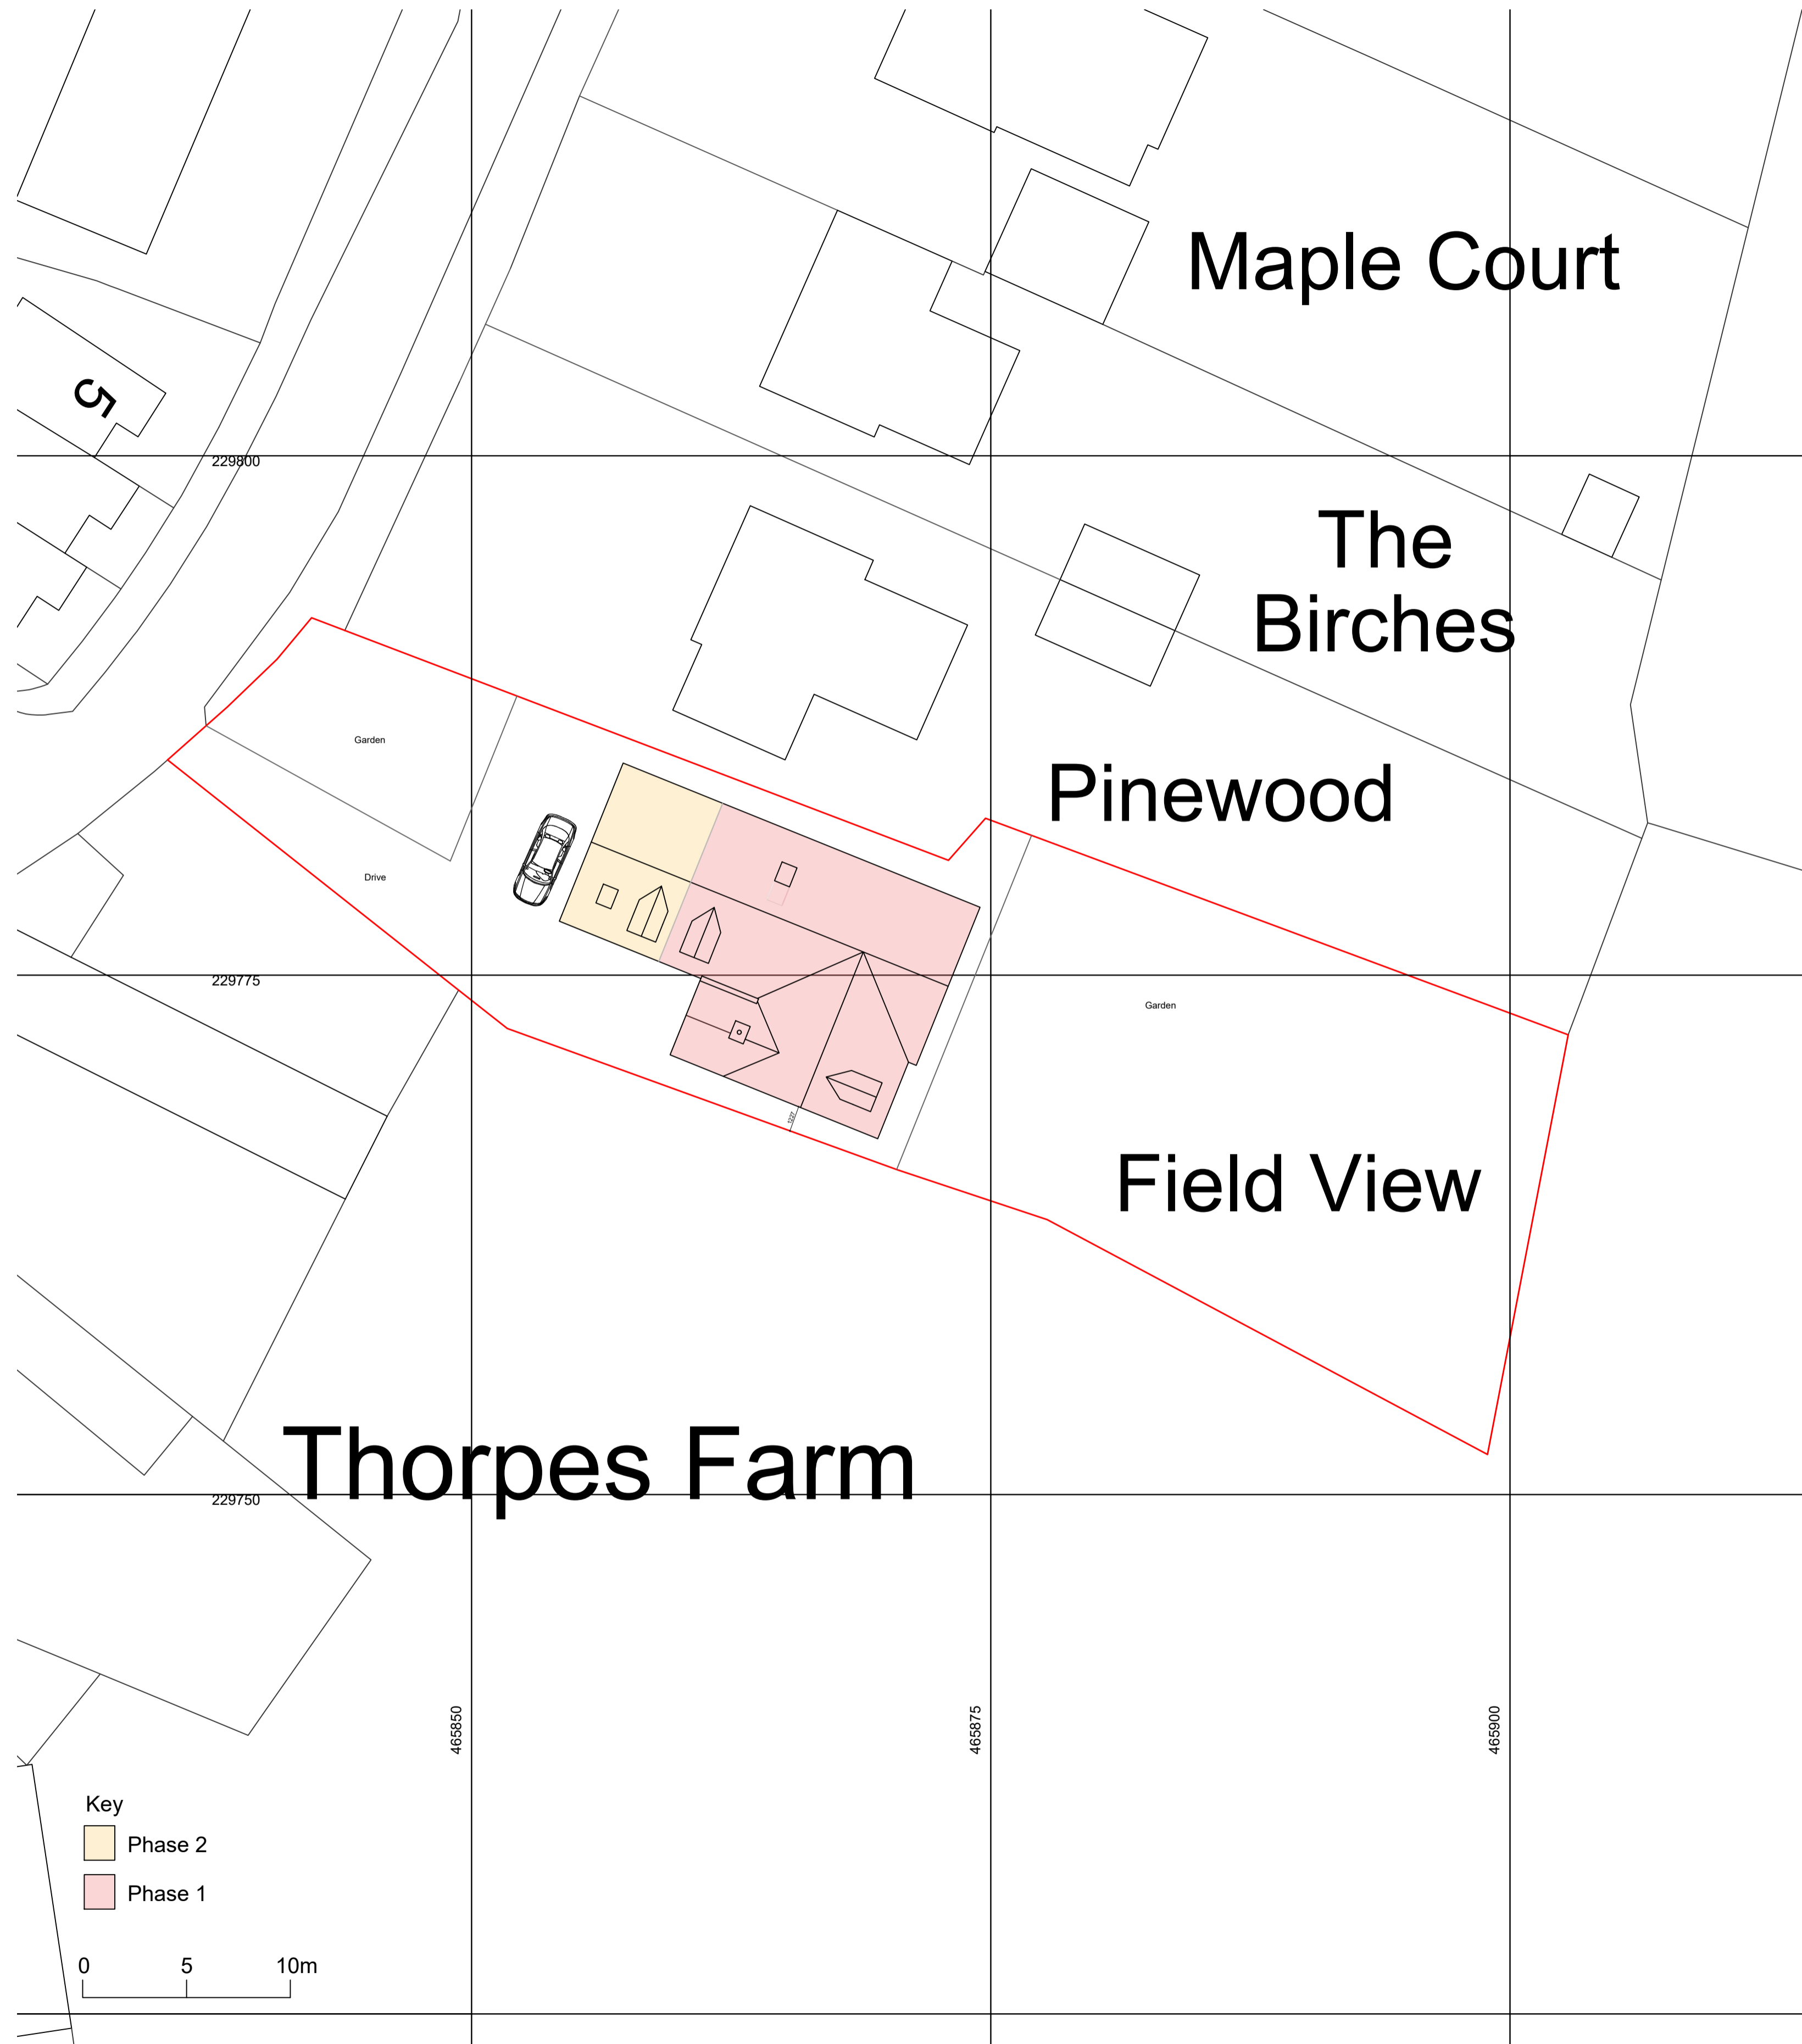 Maple Court
5
229800
The
Birches
Garden
Pinewood
Drive
229775
Garden
1227
Field View
Thorpes Farm
229750
465850
465875
465900
Key
Phase 2
Phase 1
0 5 10m